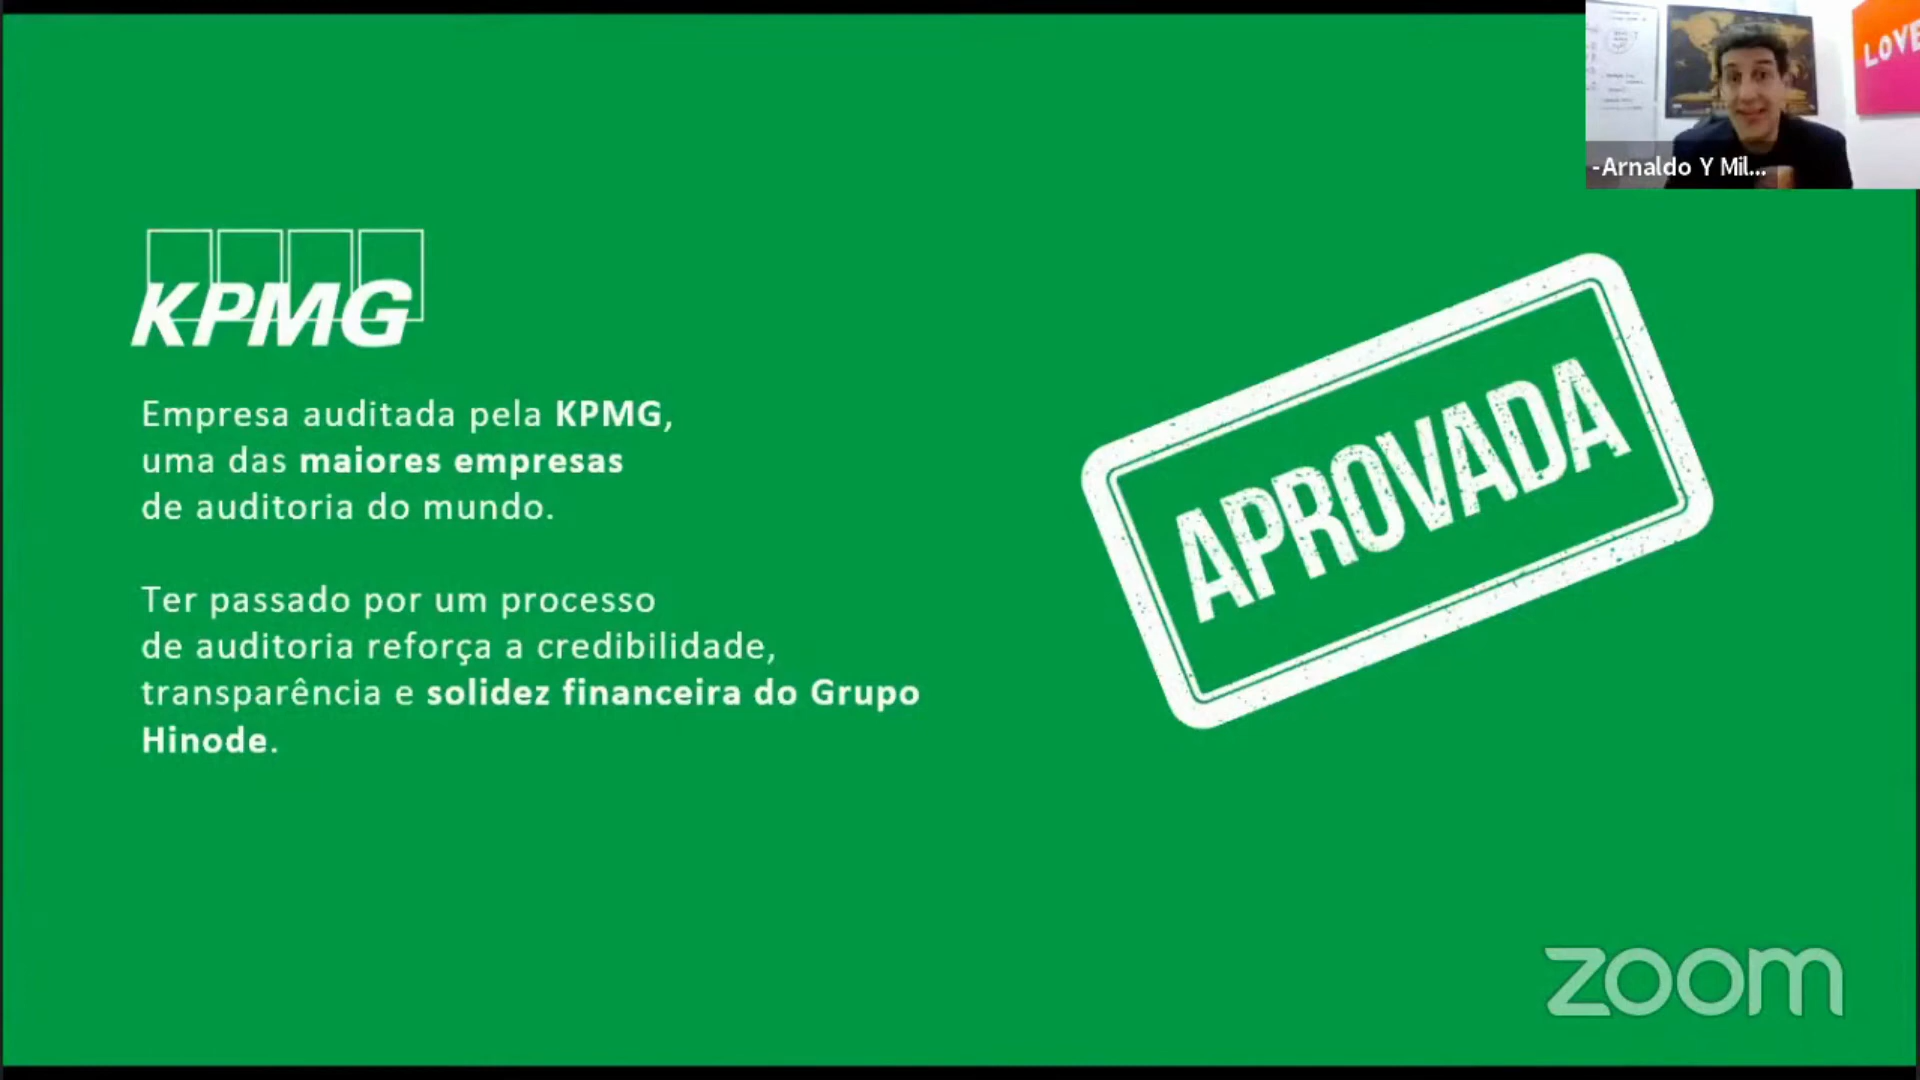 LOVE
-Arnaldo Y Mil...
KPMG
Empresa auditada pela KPMG,
uma das maiores empresas
de auditoria do mundo.
Ter passado por um processo
de auditoria reforça a credibilidade,
transparência e solidez financeira do Grupo
Hinode.
APROVADA
zoom